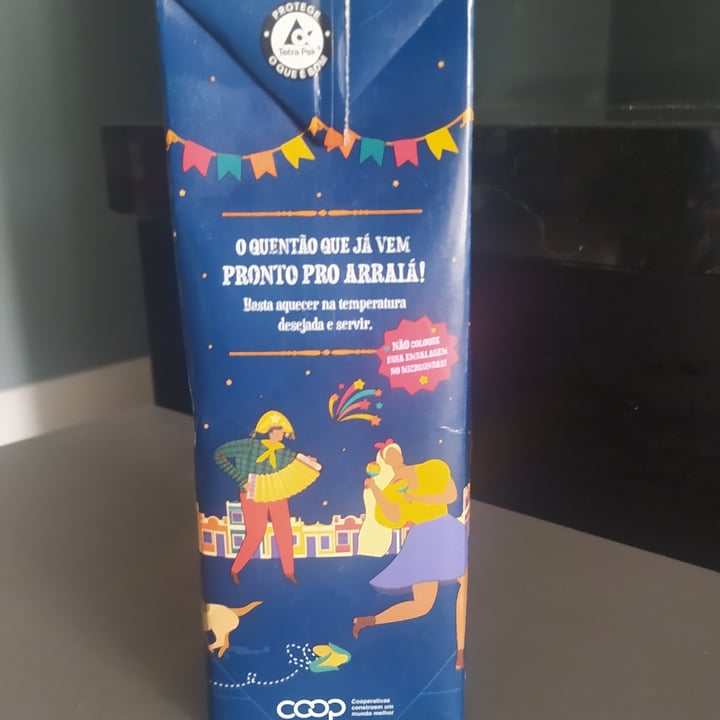 PROTEGE
Tetra Pak
O QUE É BOM
O QUENTÃO QUE JÁ VEM
PRONTO PRO ARRAIÁ!
Basta aquecer na temperatura
desejada e servir.
NÃO COLOQUE
ESSA EMBALAGEM
NO MICROONDAS!
coop
Cooperativas
constroem um
mundo melhor